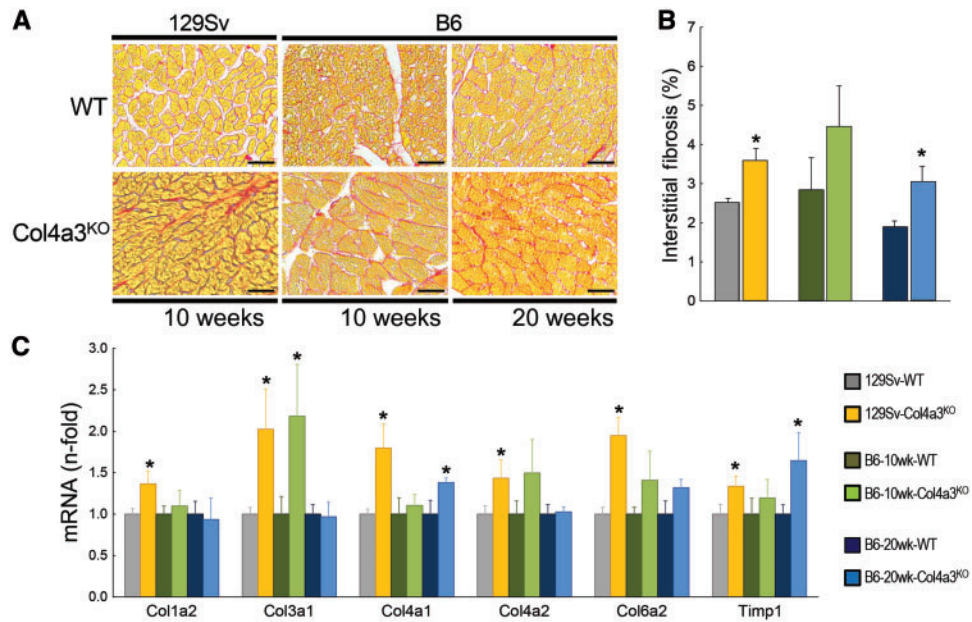 A
129Sv
B6
WT
Col4a3KO
10 weeks
10 weeks
20 weeks
B
Interstitial fibrosis (%)
7
6
5
4
3
2
1
0
*
*
C
mRNA (n-fold)
3.0
2.5
2.0
1.5
1.0
0.5
0.0
*
*
*
*
*
*
*
*
*
Col1a2
Col3a1
Col4a1
Col4a2
Col6a2
Timp1
129Sv-WT
129Sv-Col4a3KO
B6-10wk-WT
B6-10wk-Col4a3KO
B6-20wk-WT
B6-20wk-Col4a3KO